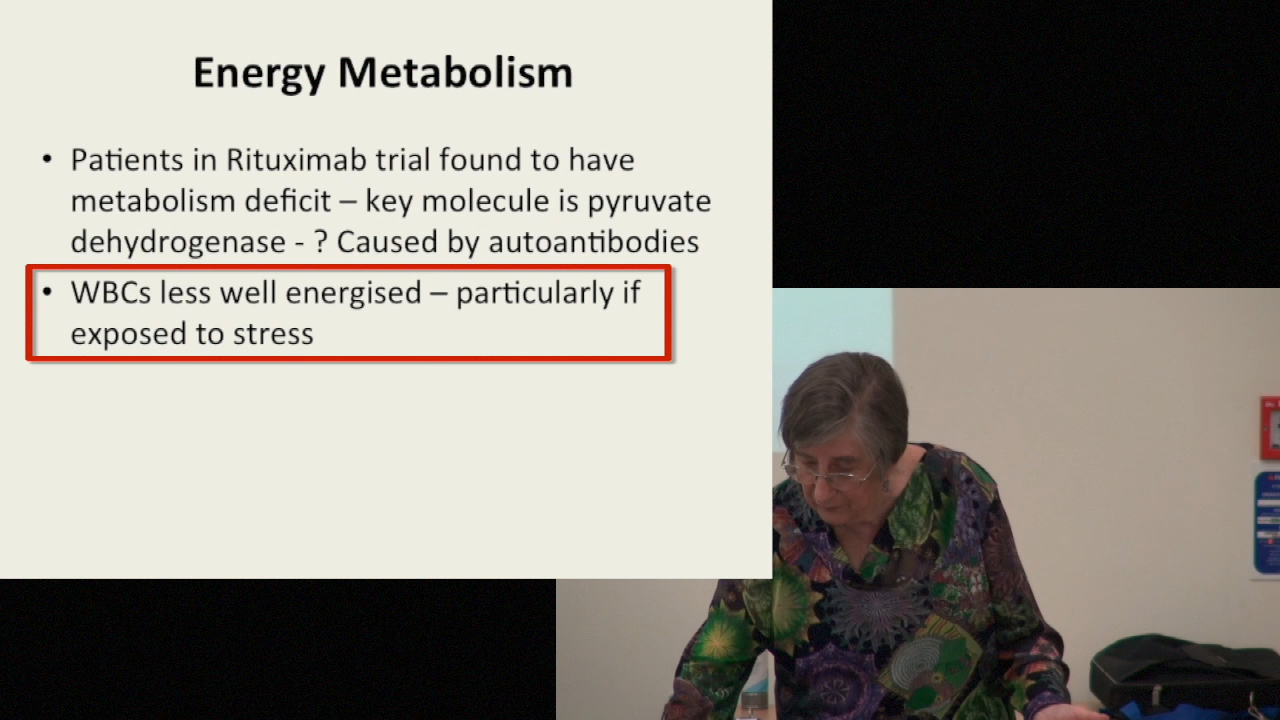 Energy Metabolism
• Patients in Rituximab trial found to have
metabolism deficit – key molecule is pyruvate
dehydrogenase - ? Caused by autoantibodies
• WBCs less well energised – particularly if
exposed to stress